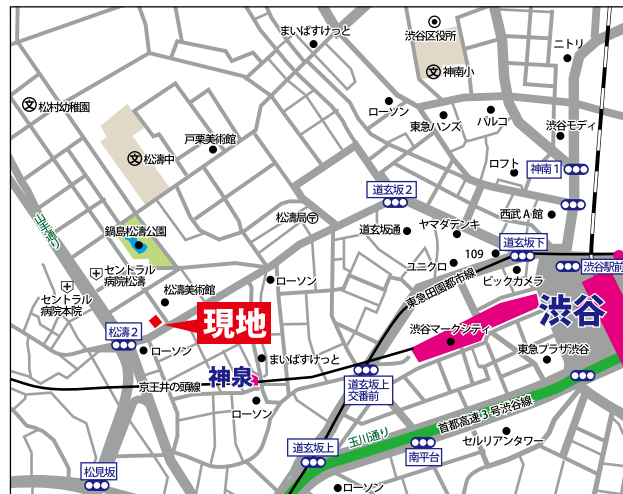 まいばすけっと
渋谷区役所
ニトリ
文 神南小
文 松村幼稚園
ローソン
東急ハンズ
パルコ
渋谷モディ
戸栗美術館
文 松濤中
ロフト
神南1
道玄坂2
松濤局
西武A館
山手通り
鍋島松濤公園
道玄坂通
ヤマダデンキ
109
道玄坂下
セントラル
病院松濤
ローソン
ユニクロ
ビックカメラ
渋谷駅前
東急田園都市線
セントラル
病院本院
松濤美術館
現地
渋谷
松濤2
ローソン
渋谷マークシティ
まいばすけっと
東急プラザ渋谷
神泉
京王井の頭線
道玄坂上
交番前
ローソン
首都高速3号渋谷線
玉川通り
セルリアンタワー
道玄坂上
南平台
松見坂
ローソン